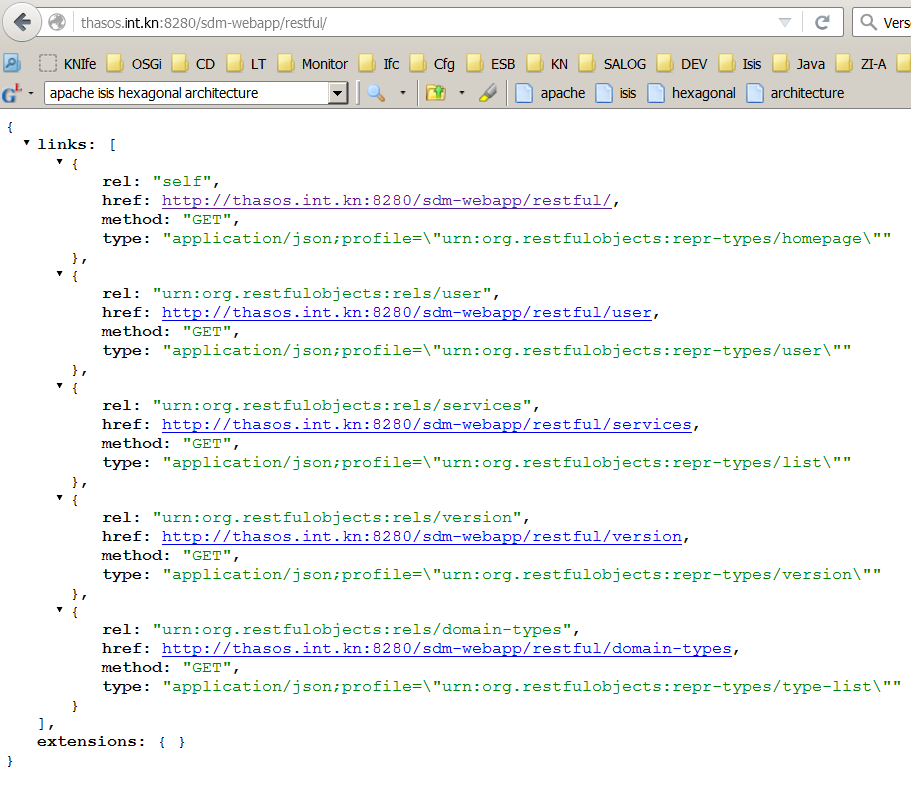 thasos.int.kn:8280/sdm-webapp/restful/
Vers
KNIfe OSGi CD LT Monitor Ifc Cfg ESB KN SALOG DEV Isis Java ZI-A
apache isis hexagonal architecture apache isis hexagonal architecture
{
links: [
{
rel: "self",
href: http://thasos.int.kn:8280/sdm-webapp/restful/,
method: "GET",
type: "application/json;profile=\"urn:org.restfulobjects:repr-types/homepage\""
},
{
rel: "urn:org.restfulobjects:rels/user",
href: http://thasos.int.kn:8280/sdm-webapp/restful/user,
method: "GET",
type: "application/json;profile=\"urn:org.restfulobjects:repr-types/user\""
},
{
rel: "urn:org.restfulobjects:rels/services",
href: http://thasos.int.kn:8280/sdm-webapp/restful/services,
method: "GET",
type: "application/json;profile=\"urn:org.restfulobjects:repr-types/list\""
},
{
rel: "urn:org.restfulobjects:rels/version",
href: http://thasos.int.kn:8280/sdm-webapp/restful/version,
method: "GET",
type: "application/json;profile=\"urn:org.restfulobjects:repr-types/version\""
},
{
rel: "urn:org.restfulobjects:rels/domain-types",
href: http://thasos.int.kn:8280/sdm-webapp/restful/domain-types,
method: "GET",
type: "application/json;profile=\"urn:org.restfulobjects:repr-types/type-list\""
}
],
extensions: { }
}